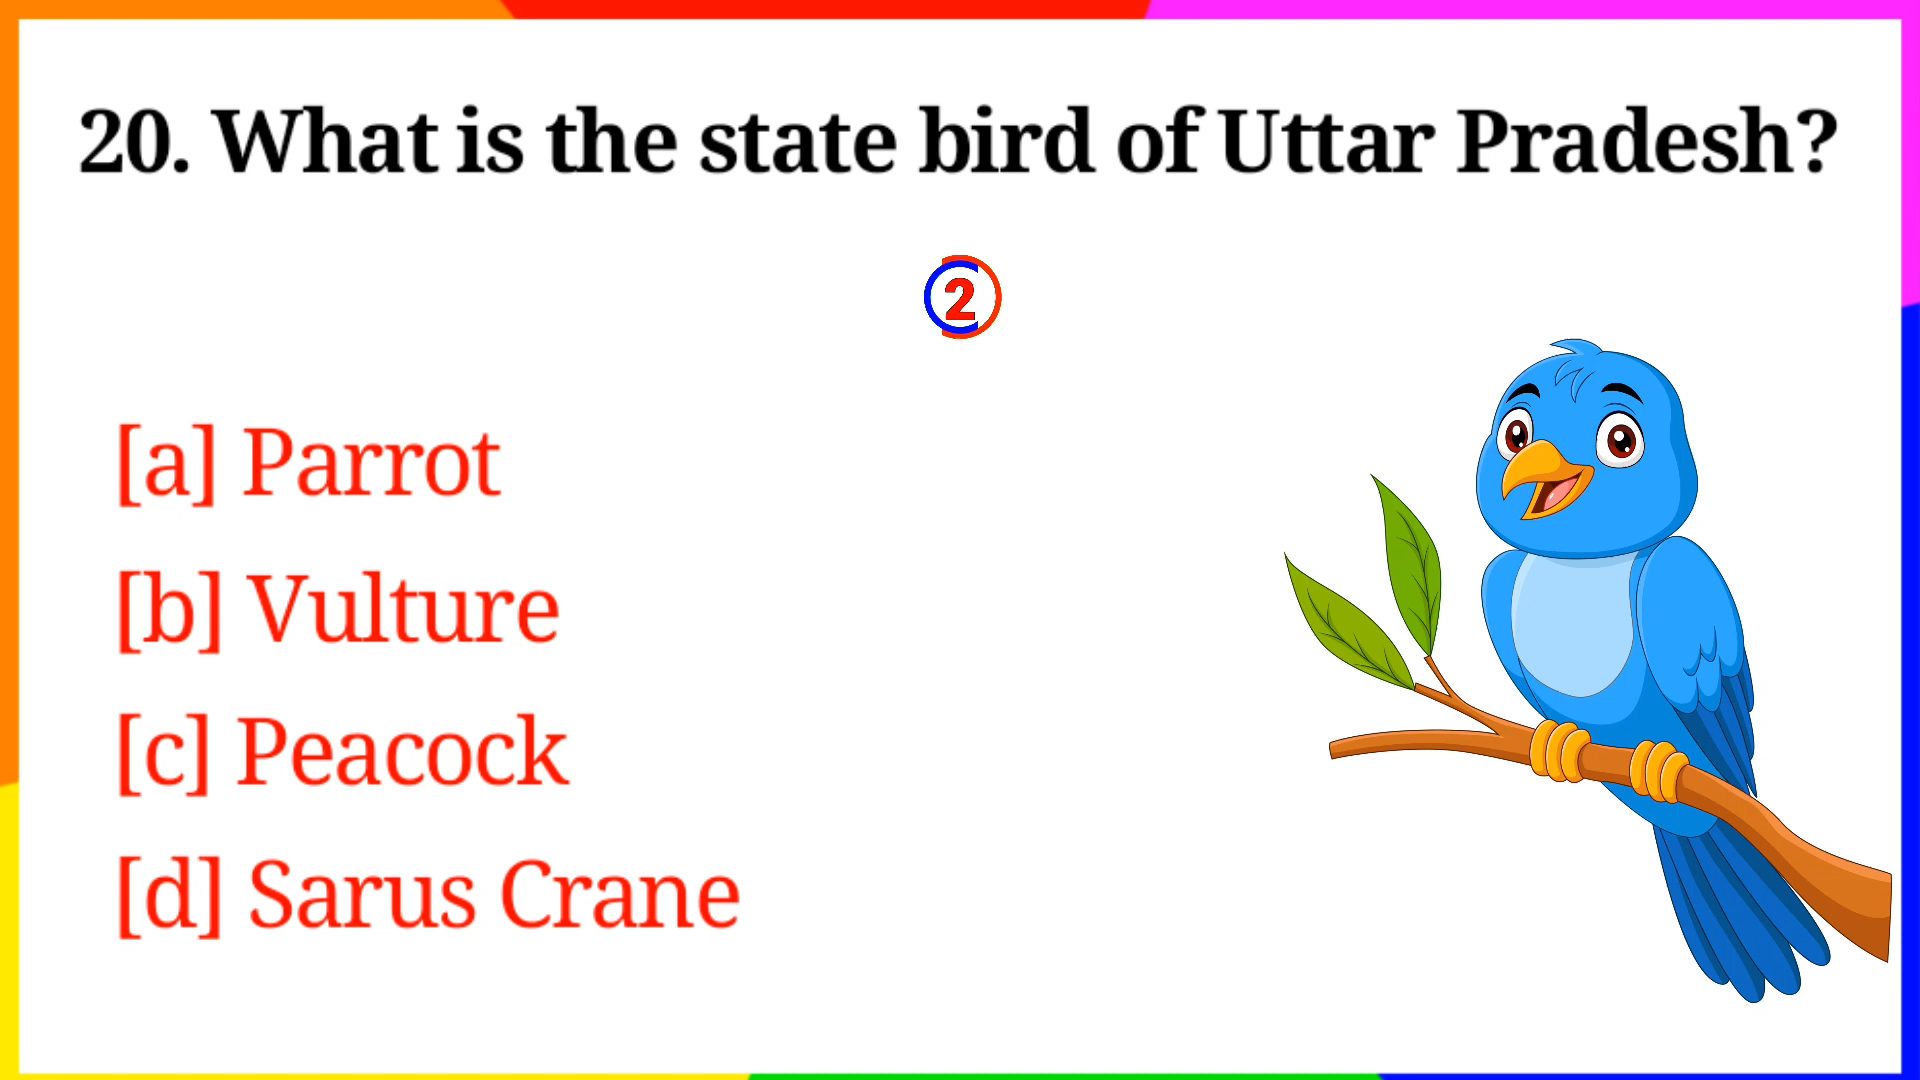 20. What is the state bird of Uttar Pradesh?
2
[a] Parrot
[b] Vulture
[c] Peacock
[d] Sarus Crane